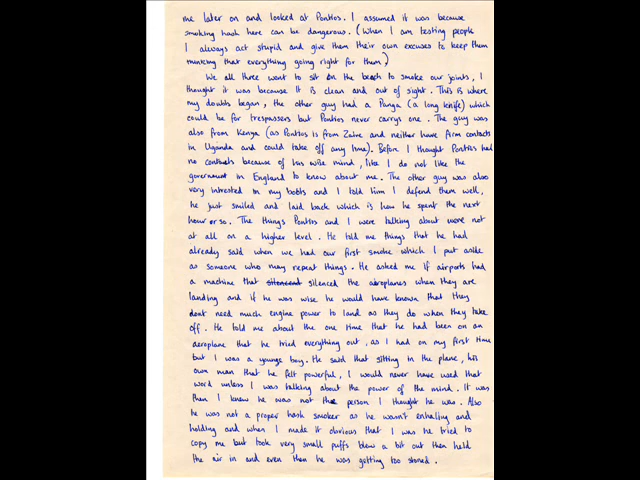 me later on and looked at Pontios. I assumed it was because
smoking hash here can be dangerous. (When I am testing people
I always act stupid and give them their own excuses to keep them
thinking that everything going right for them)
We all three went to sit on the beach to smoke our joints, I
thought it was because It is clean and out of sight. This is where
my doubts began, the other guy had a Panga (a long knife) which
could be for trespassers but Pontios never carrys one. The guy was
also from Kenya (as Pontios is from Zaire and neither have firm contacts
in Uganda and could take off any time). Before I thought Pontios had
no contacts because of his wise mind, like I do not like the
government in England to know about me. The other guy was also
very intrested in my boots and I told him I defend them well,
he just smiled and laid back which is how he spent the next
hour or so. The things Pontios and I were talking about were not
at all on a higher level. He told me things that he had
already said when we had our first smoke which I put aside
as someone who may repeat things. He asked me if airports had
a machine that silenced the aeroplanes when they are
landing and if he was wise he would have known that they
dont need much engine power to land as they do when they take
off. He told me about the one time that he had been on an
aeroplane that he tried everything out, as I had on my first time
but I was a younge boy. He said that sitting in the plane, his
own man that he felt powerful, I would never have used that
word unless I was talking about the power of the mind. It was
then I knew he was not the person I thought he was. Also
he was not a proper hash smoker as he wasn't enhaling and
holding and when I made it obvious that I was he tried to
copy me but took very small puffs blew a bit out then held
the air in and even then he was getting too stoned.